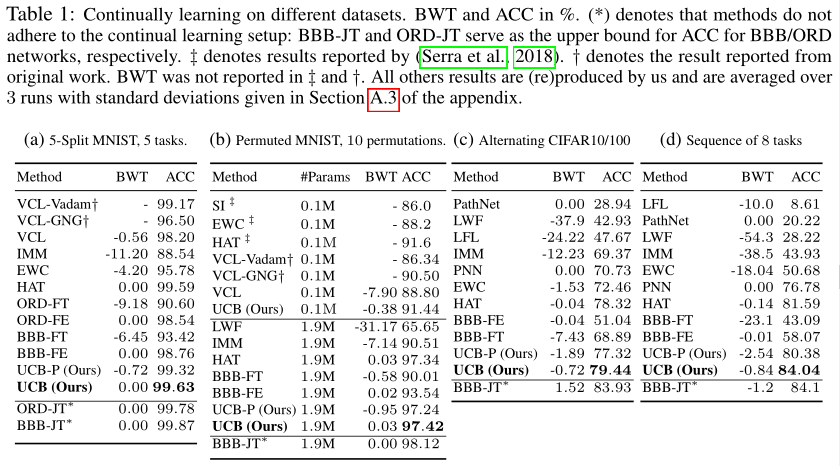 Table 1: Continually learning on different datasets. BWT and ACC in %. (*) denotes that methods do not
adhere to the continual learning setup: BBB-JT and ORD-JT serve as the upper bound for ACC for BBB/ORD
networks, respectively. ‡ denotes results reported by (Serra et al., 2018). † denotes the result reported from
original work. BWT was not reported in ‡ and †. All others results are (re)produced by us and are averaged over
3 runs with standard deviations given in Section A.3 of the appendix.
(a) 5-Split MNIST, 5 tasks.
Method BWT ACC
VCL-Vadam† - 99.17
VCL-GNG† - 96.50
VCL -0.56 98.20
IMM -11.20 88.54
EWC -4.20 95.78
HAT 0.00 99.59
ORD-FT -9.18 90.60
ORD-FE 0.00 98.54
BBB-FT -6.45 93.42
BBB-FE 0.00 98.76
UCB-P (Ours) -0.72 99.32
UCB (Ours) 0.00 99.63
ORD-JT* 0.00 99.78
BBB-JT* 0.00 99.87
(b) Permuted MNIST, 10 permutations.
Method #Params BWT ACC
SI ‡ 0.1M - 86.0
EWC ‡ 0.1M - 88.2
HAT ‡ 0.1M - 91.6
VCL-Vadam† 0.1M - 86.34
VCL-GNG† 0.1M - 90.50
VCL 0.1M -7.90 88.80
UCB (Ours) 0.1M -0.38 91.44
LWF 1.9M -31.17 65.65
IMM 1.9M -7.14 90.51
HAT 1.9M 0.03 97.34
BBB-FT 1.9M -0.58 90.01
BBB-FE 1.9M 0.02 93.54
UCB-P (Ours) 1.9M -0.95 97.24
UCB (Ours) 1.9M 0.03 97.42
BBB-JT* 1.9M 0.00 98.12
(c) Alternating CIFAR10/100
Method BWT ACC
PathNet 0.00 28.94
LWF -37.9 42.93
LFL -24.22 47.67
IMM -12.23 69.37
PNN 0.00 70.73
EWC -1.53 72.46
HAT -0.04 78.32
BBB-FE -0.04 51.04
BBB-FT -7.43 68.89
UCB-P (Ours) -1.89 77.32
UCB (Ours) -0.72 79.44
BBB-JT* 1.52 83.93
(d) Sequence of 8 tasks
Method BWT ACC
LFL -10.0 8.61
PathNet 0.00 20.22
LWF -54.3 28.22
IMM -38.5 43.93
EWC -18.04 50.68
PNN 0.00 76.78
HAT -0.14 81.59
BBB-FT -23.1 43.09
BBB-FE -0.01 58.07
UCB-P (Ours) -2.54 80.38
UCB (Ours) -0.84 84.04
BBB-JT* -1.2 84.1